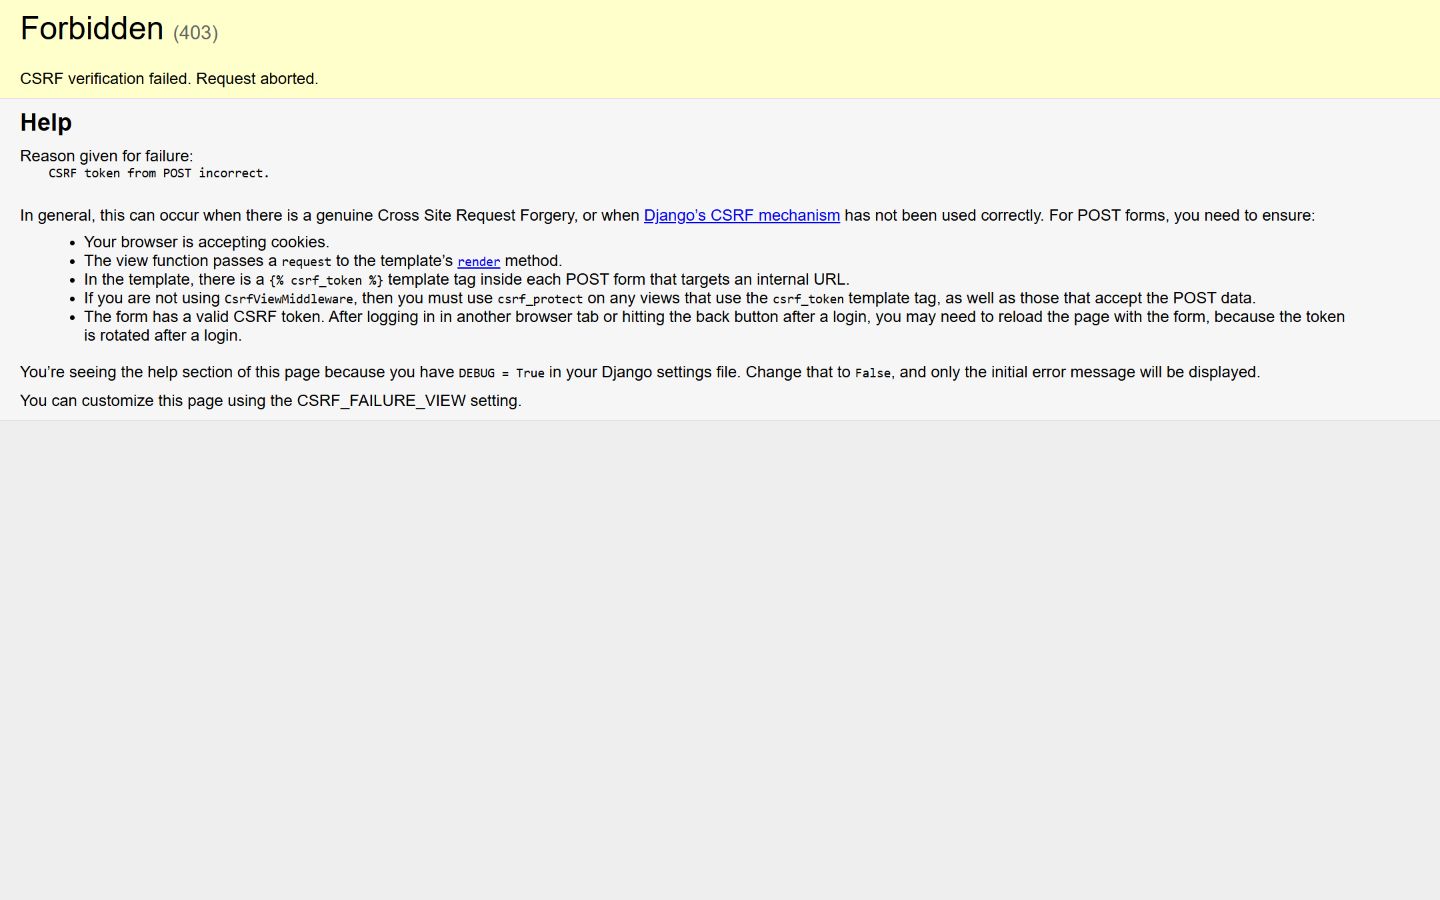 Forbidden (403)
CSRF verification failed. Request aborted.
Help
Reason given for failure:
CSRF token from POST incorrect.
In general, this can occur when there is a genuine Cross Site Request Forgery, or when Django’s CSRF mechanism has not been used correctly. For POST forms, you need to ensure:
• Your browser is accepting cookies.
• The view function passes a request to the template’s render method.
• In the template, there is a {% csrf_token %} template tag inside each POST form that targets an internal URL.
• If you are not using CsrfViewMiddleware, then you must use csrf_protect on any views that use the csrf_token template tag, as well as those that accept the POST data.
• The form has a valid CSRF token. After logging in in another browser tab or hitting the back button after a login, you may need to reload the page with the form, because the token
is rotated after a login.
You’re seeing the help section of this page because you have DEBUG = True in your Django settings file. Change that to False, and only the initial error message will be displayed.
You can customize this page using the CSRF_FAILURE_VIEW setting.